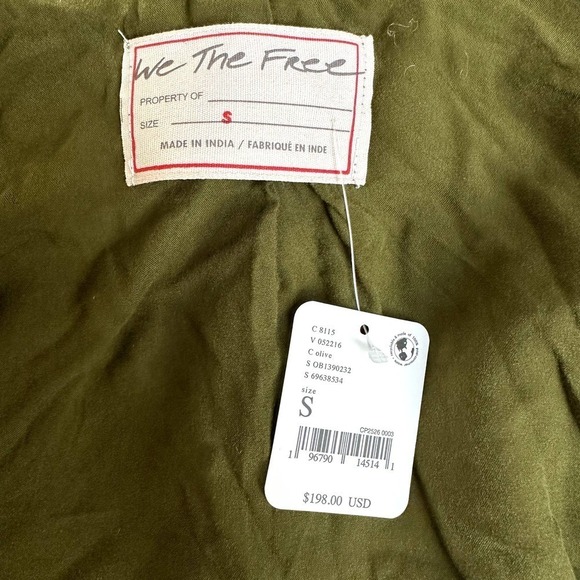 We The Free
PROPERTY OF
SIZE S
MADE IN INDIA / FABRIQUÉ EN INDE
C 8115
V 052216
C olive
S OB1390232
S 69638534
size
S
CP2526 0003
1 96790 14514 1
$198.00 USD